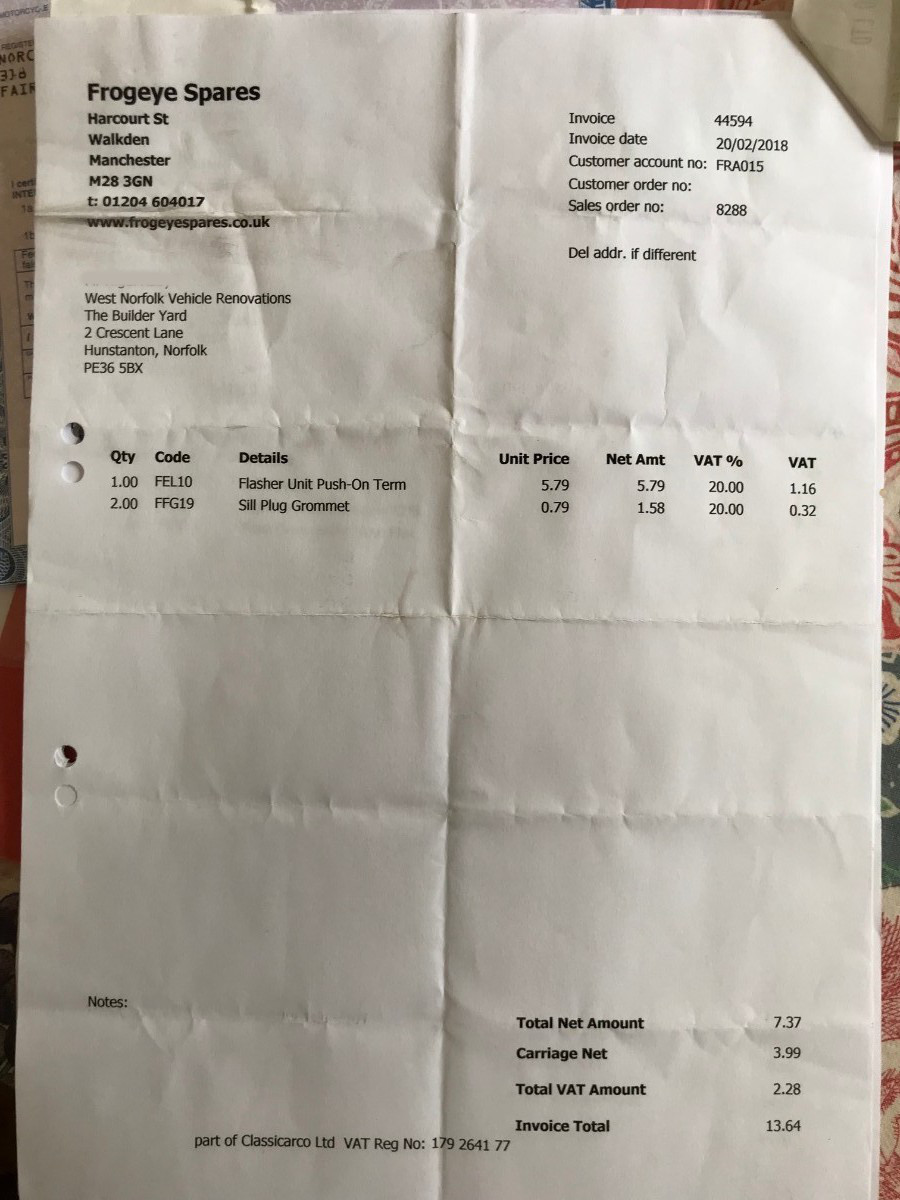 MOTORCYCLE
NORC
318
FAIR
Frogeye Spares
Harcourt St
Walkden
Manchester
M28 3GN
t: 01204 604017
www.frogeyespares.co.uk
Invoice 44594
Invoice date 20/02/2018
Customer account no: FRA015
Customer order no:
Sales order no: 8288
Del addr. if different
West Norfolk Vehicle Renovations
The Builder Yard
2 Crescent Lane
Hunstanton, Norfolk
PE36 5BX
Qty Code Details Unit Price Net Amt VAT % VAT
1.00 FEL10 Flasher Unit Push-On Term 5.79 5.79 20.00 1.16
2.00 FFG19 Sill Plug Grommet 0.79 1.58 20.00 0.32
Notes:
Total Net Amount 7.37
Carriage Net 3.99
Total VAT Amount 2.28
Invoice Total 13.64
part of Classicarco Ltd VAT Reg No: 179 2641 77